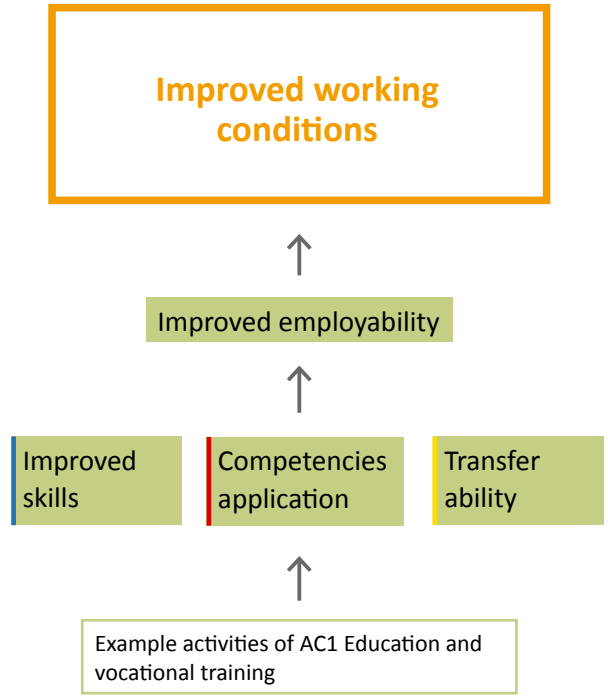 Improved working
conditions
Improved employability
Improved
skills
Competencies
application
Transfer
ability
Example activities of AC1 Education and
vocational training